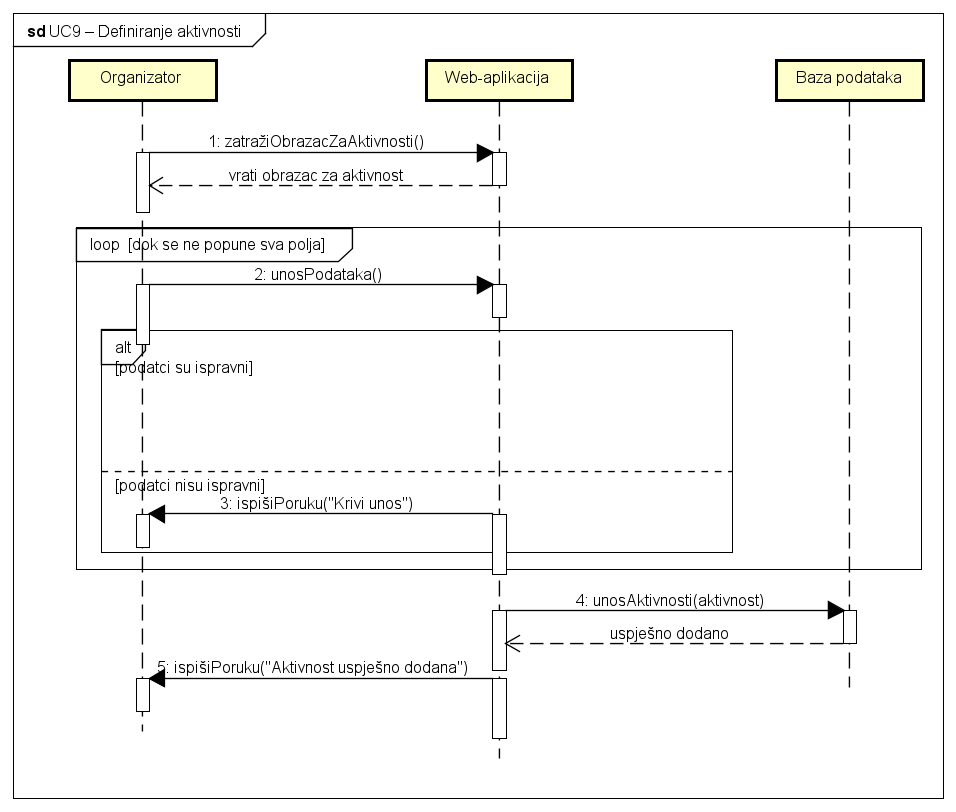 sd UC9 – Definiranje aktivnosti
Organizator
Web-aplikacija
Baza podataka
1: zatražiObrazacZaAktivnosti()
vrati obrazac za aktivnost
loop [dok se ne popune sva polja]
2: unosPodataka()
alt
[podatci su ispravni]
[podatci nisu ispravni]
3: ispišiPoruku("Krivi unos")
4: unosAktivnosti(aktivnost)
uspješno dodano
5: ispišiPoruku("Aktivnost uspješno dodana")